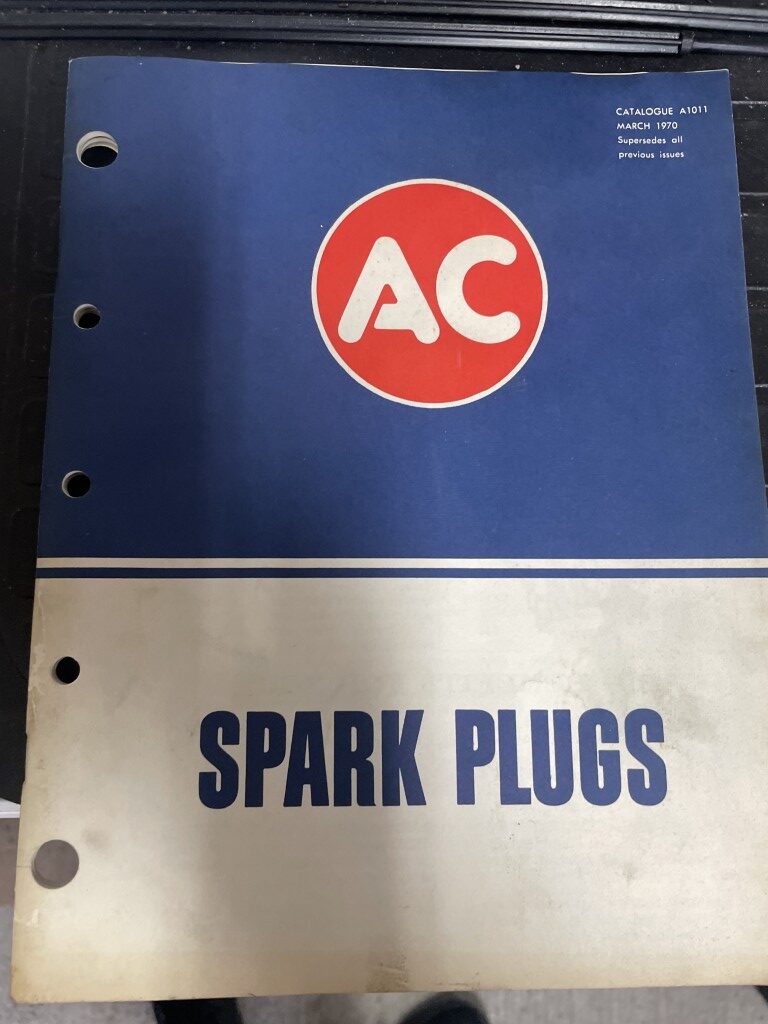 CATALOGUE A1011
MARCH 1970
Supersedes all
previous issues
AC
SPARK PLUGS